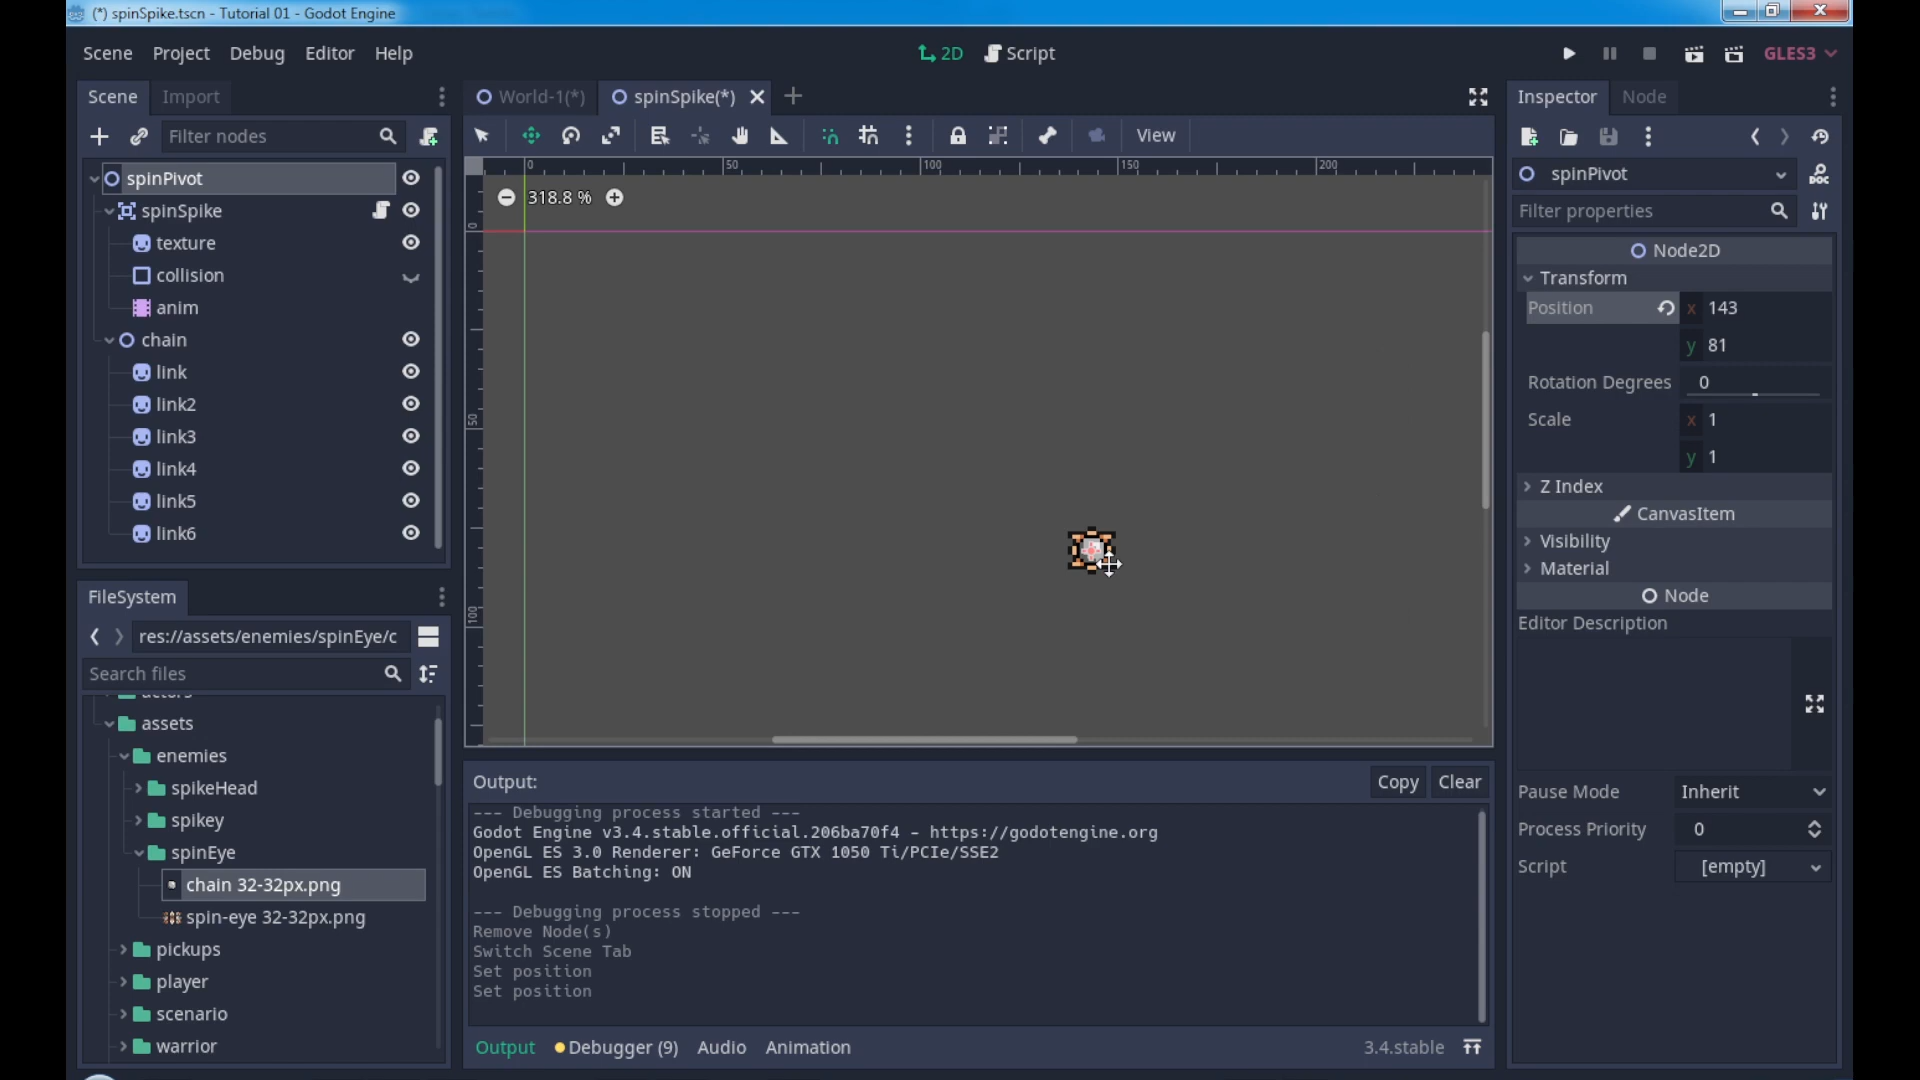 (*) spinSpike.tscn - Tutorial 01 - Godot Engine
Scene Project Debug Editor Help
2D Script
GLES3
Scene Import
World-1(*) spinSpike(*)
Inspector Node
Filter nodes
View
spinPivot
spinSpike
texture
collision
anim
chain
link
link2
link3
link4
link5
link6
0 50 100 150 200
318.8 %
0
50
100
spinPivot
DOC
Filter properties
Node2D
Transform
Position x 143
y 81
Rotation Degrees 0
Scale x 1
y 1
Z Index
CanvasItem
Visibility
Material
Node
Editor Description
Pause Mode Inherit
Process Priority 0
Script [empty]
FileSystem
res://assets/enemies/spinEye/c
Search files
actors
assets
enemies
spikeHead
spikey
spinEye
chain 32-32px.png
spin-eye 32-32px.png
pickups
player
scenario
warrior
Output:
Copy Clear
--- Debugging process started ---
Godot Engine v3.4.stable.official.206ba70f4 - https://godotengine.org
OpenGL ES 3.0 Renderer: GeForce GTX 1050 Ti/PCIe/SSE2
OpenGL ES Batching: ON
--- Debugging process stopped ---
Remove Node(s)
Switch Scene Tab
Set position
Set position
Output Debugger (9) Audio Animation
3.4.stable